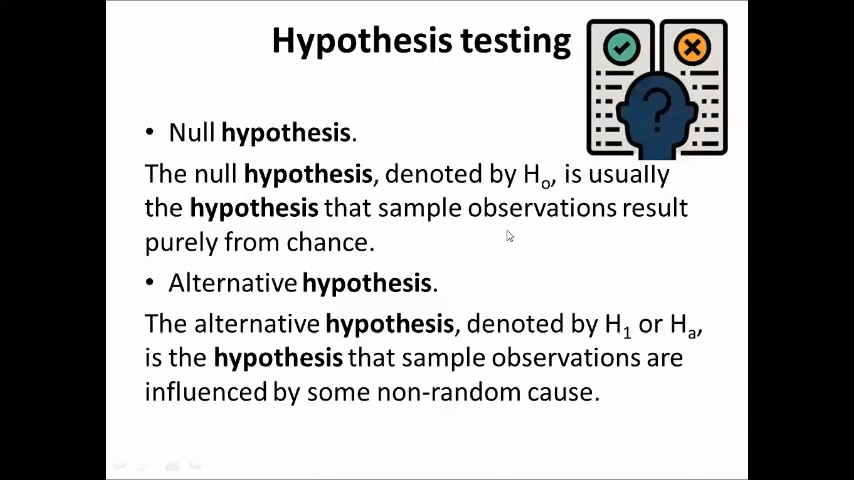 Hypothesis testing
• Null hypothesis.
The null hypothesis, denoted by Ho, is usually
the hypothesis that sample observations result
purely from chance.
• Alternative hypothesis.
The alternative hypothesis, denoted by H1 or Ha,
is the hypothesis that sample observations are
influenced by some non-random cause.